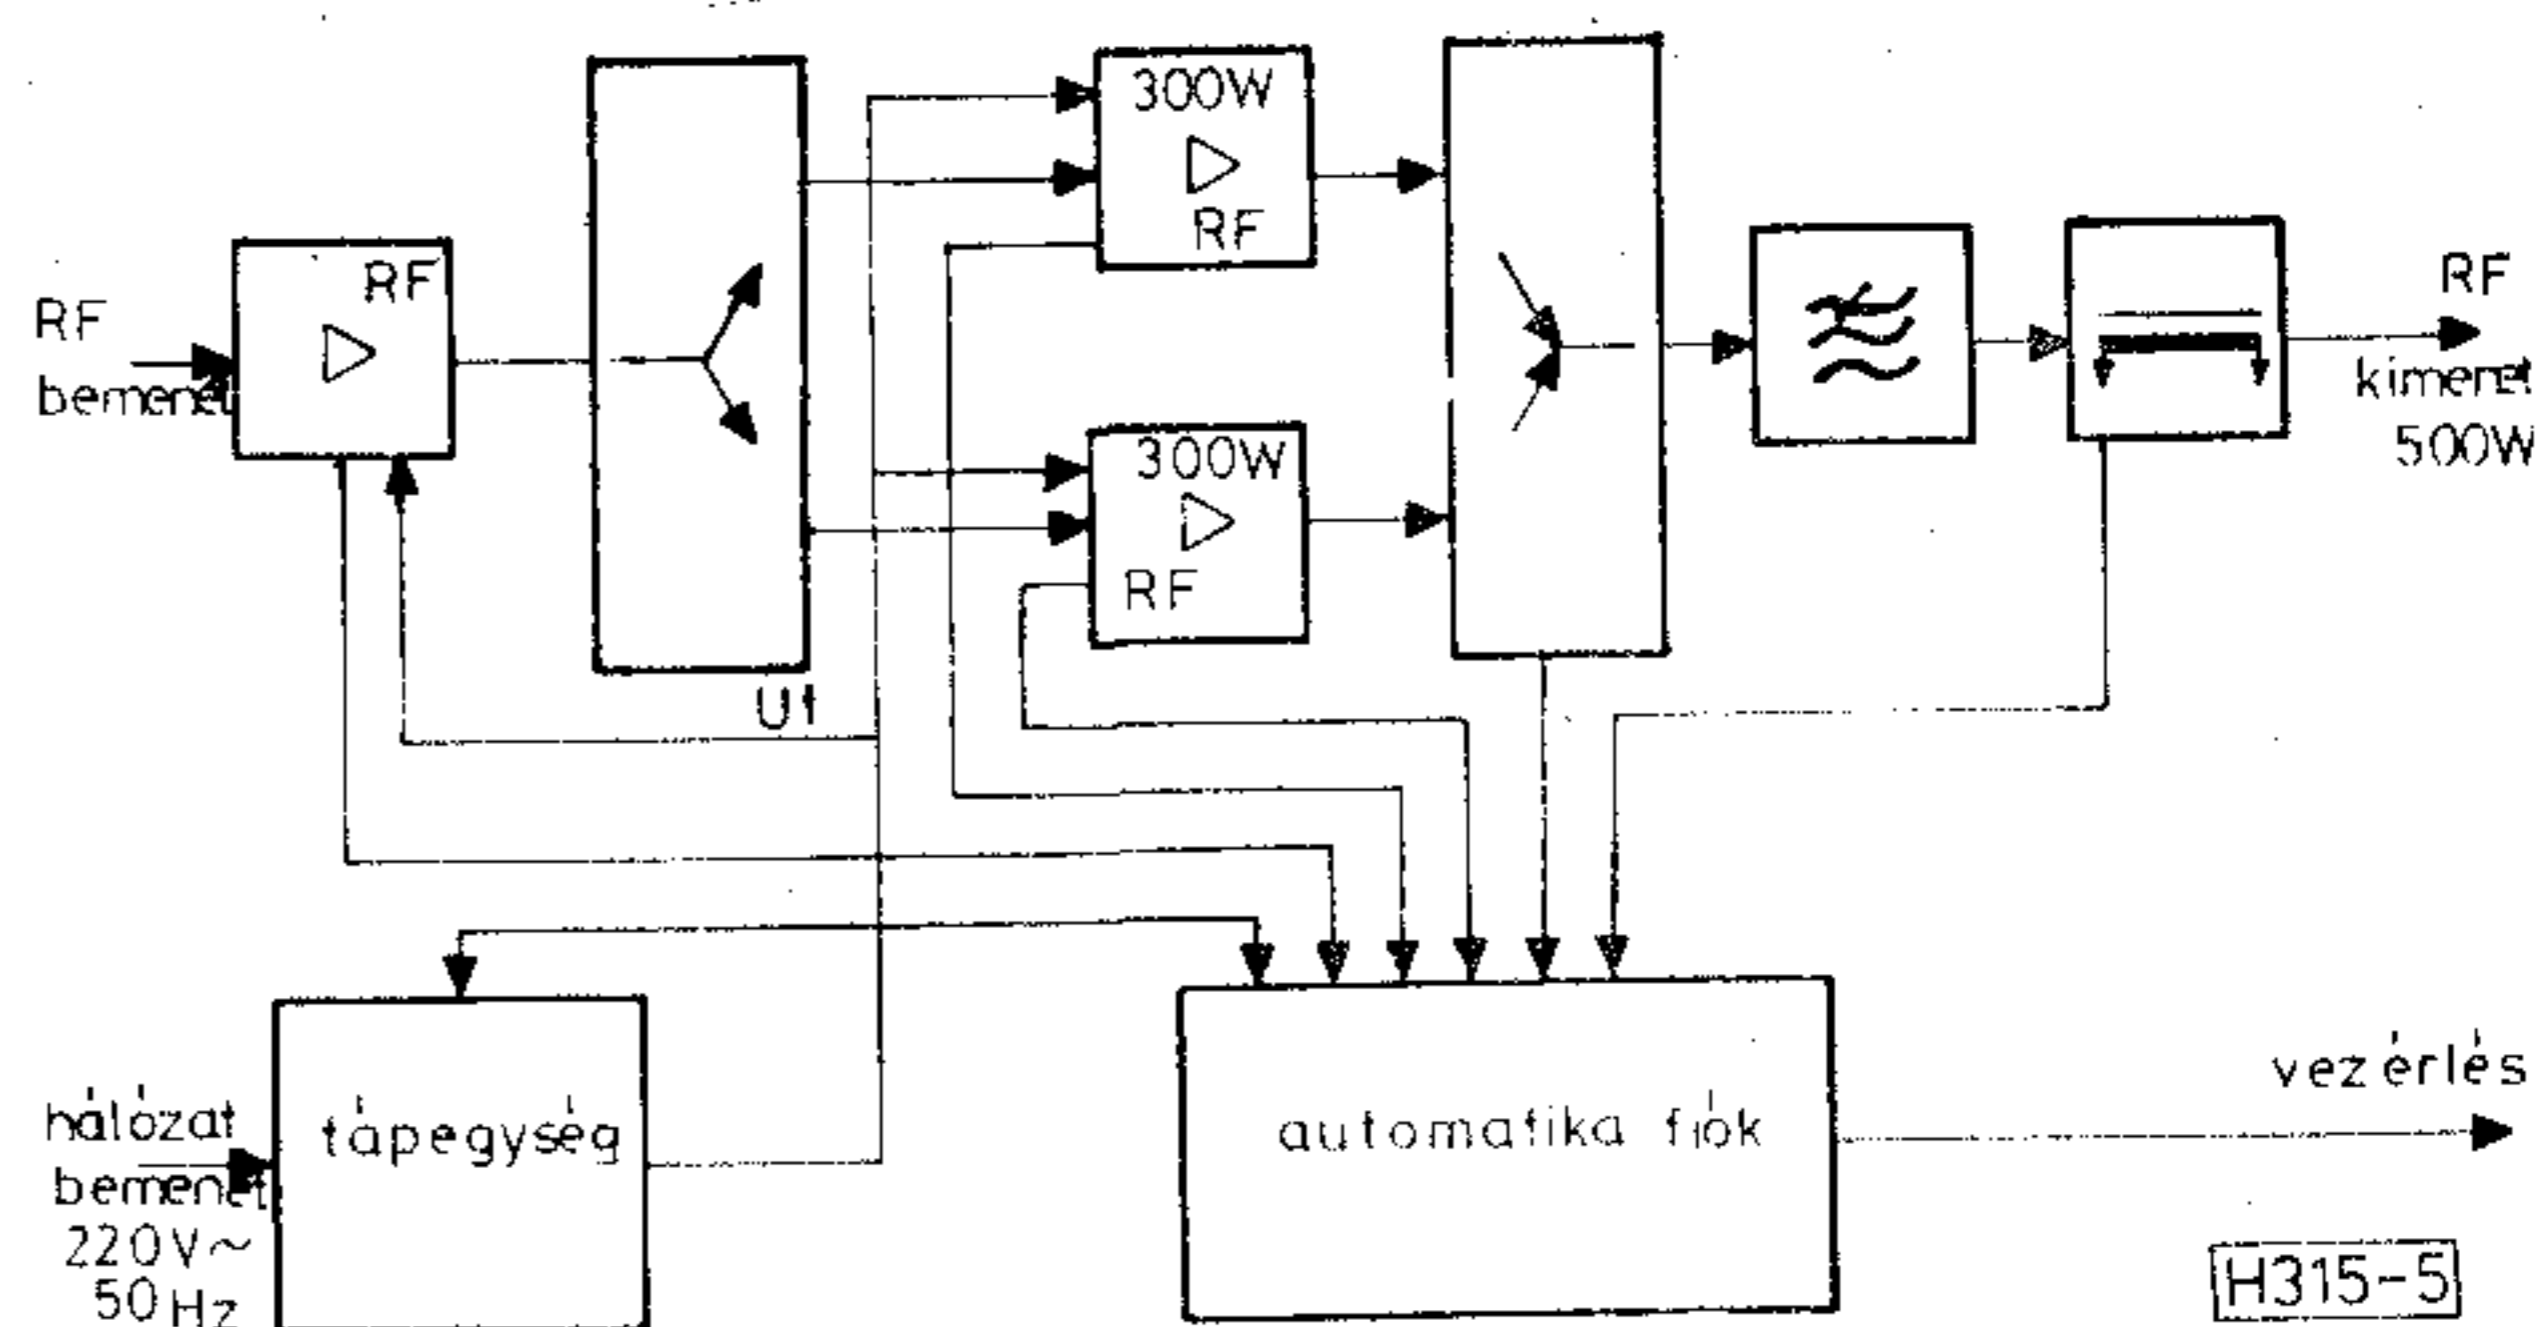 RF
bemenet
RF
300W
RF
300W
RF
RF
kimenet
500W
Ut
hálózat
bemenet
220V~
50Hz
tápegység
automatika fiók
vezérlés
H315-5